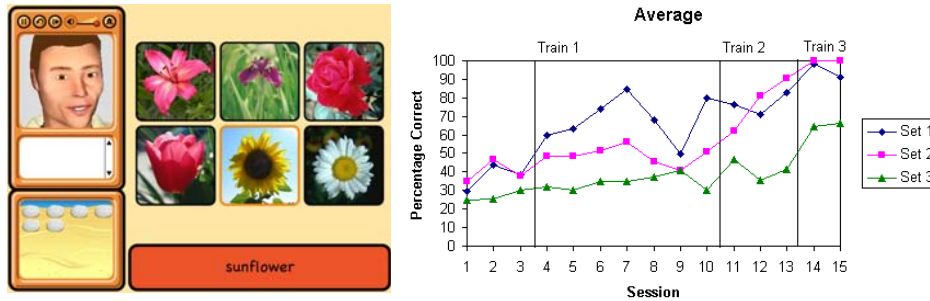 sunflower
Average
Train 1
Train 2
Train 3
Percentage Correct
100
90
80
70
60
50
40
30
20
10
0
1 2 3 4 5 6 7 8 9 10 11 12 13 14 15
Session
Set 1
Set 2
Set 3